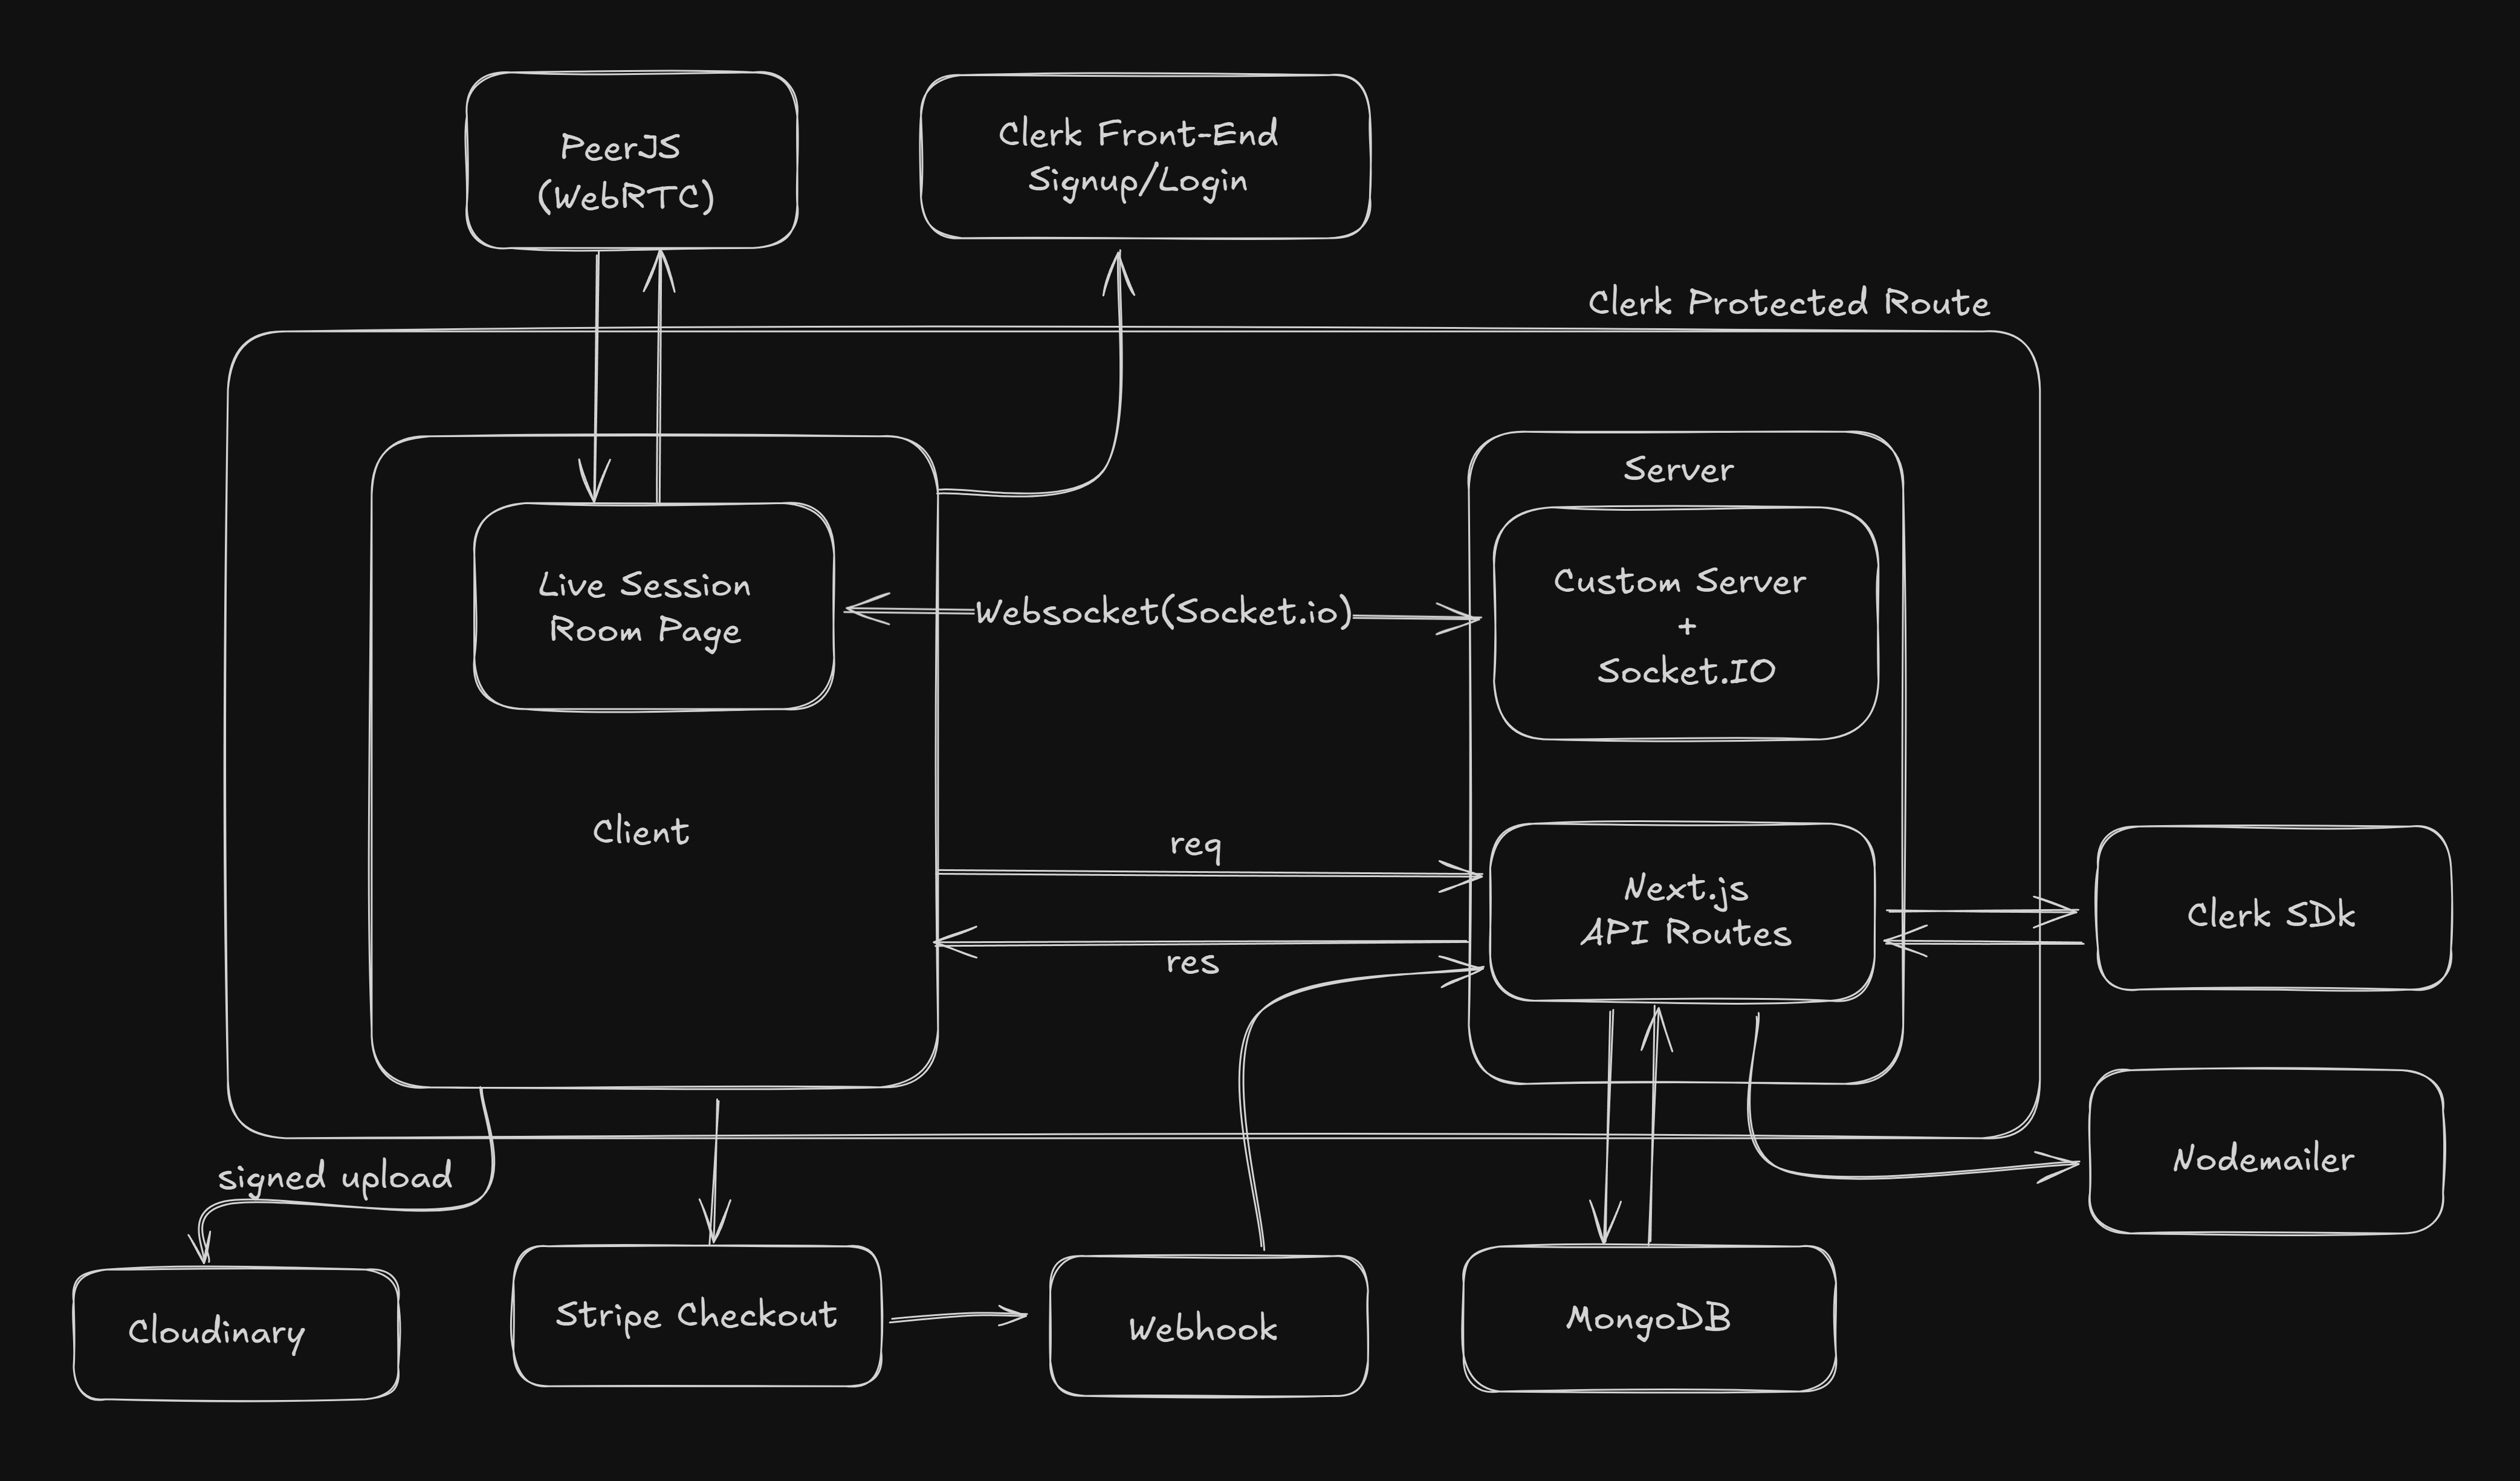 PeerJS
(WebRTC)
Clerk Front-End
Signup/Login
Clerk Protected Route
Server
Live Session
Room Page
Websocket(Socket.io)
Custom Server
+
Socket.IO
Client
req
res
Next.js
API Routes
Clerk SDk
signed upload
Nodemailer
Cloudinary
Stripe Checkout
Webhook
MongoDB